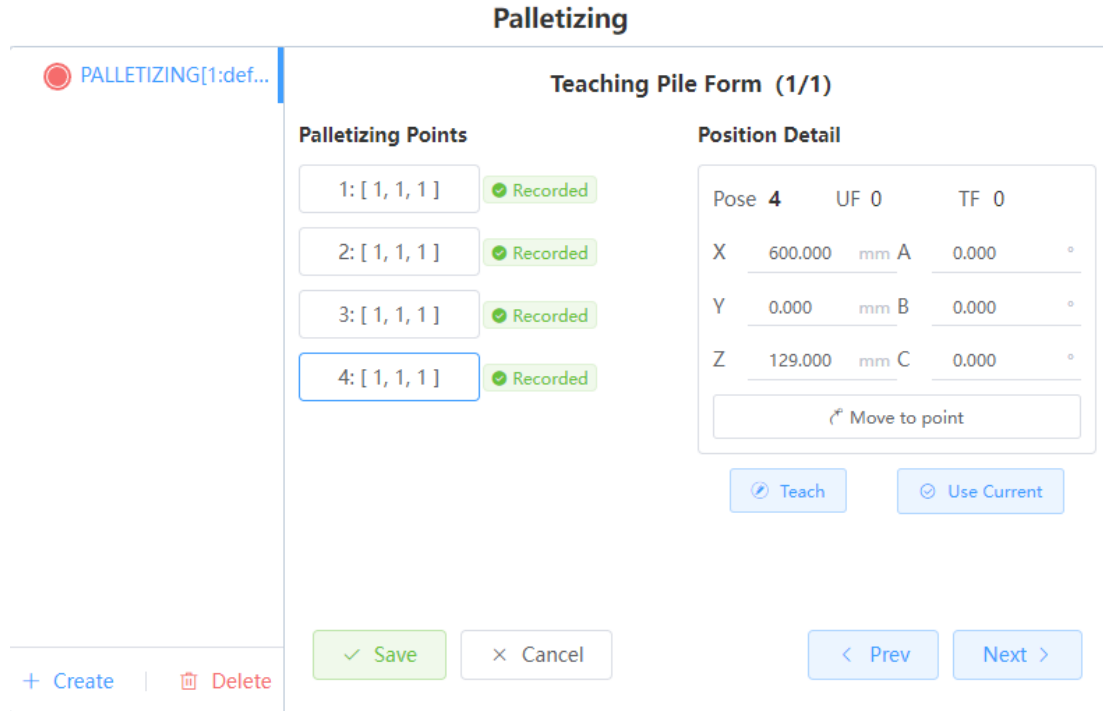 Palletizing
PALLETIZING[1:def...
Teaching Pile Form (1/1)
Palletizing Points
1: [ 1, 1, 1 ] Recorded
2: [ 1, 1, 1 ] Recorded
3: [ 1, 1, 1 ] Recorded
4: [ 1, 1, 1 ] Recorded
Position Detail
Pose 4 UF 0 TF 0
X 600.000 mm A 0.000 °
Y 0.000 mm B 0.000 °
Z 129.000 mm C 0.000 °
Move to point
Teach Use Current
Save Cancel Prev Next
Create Delete